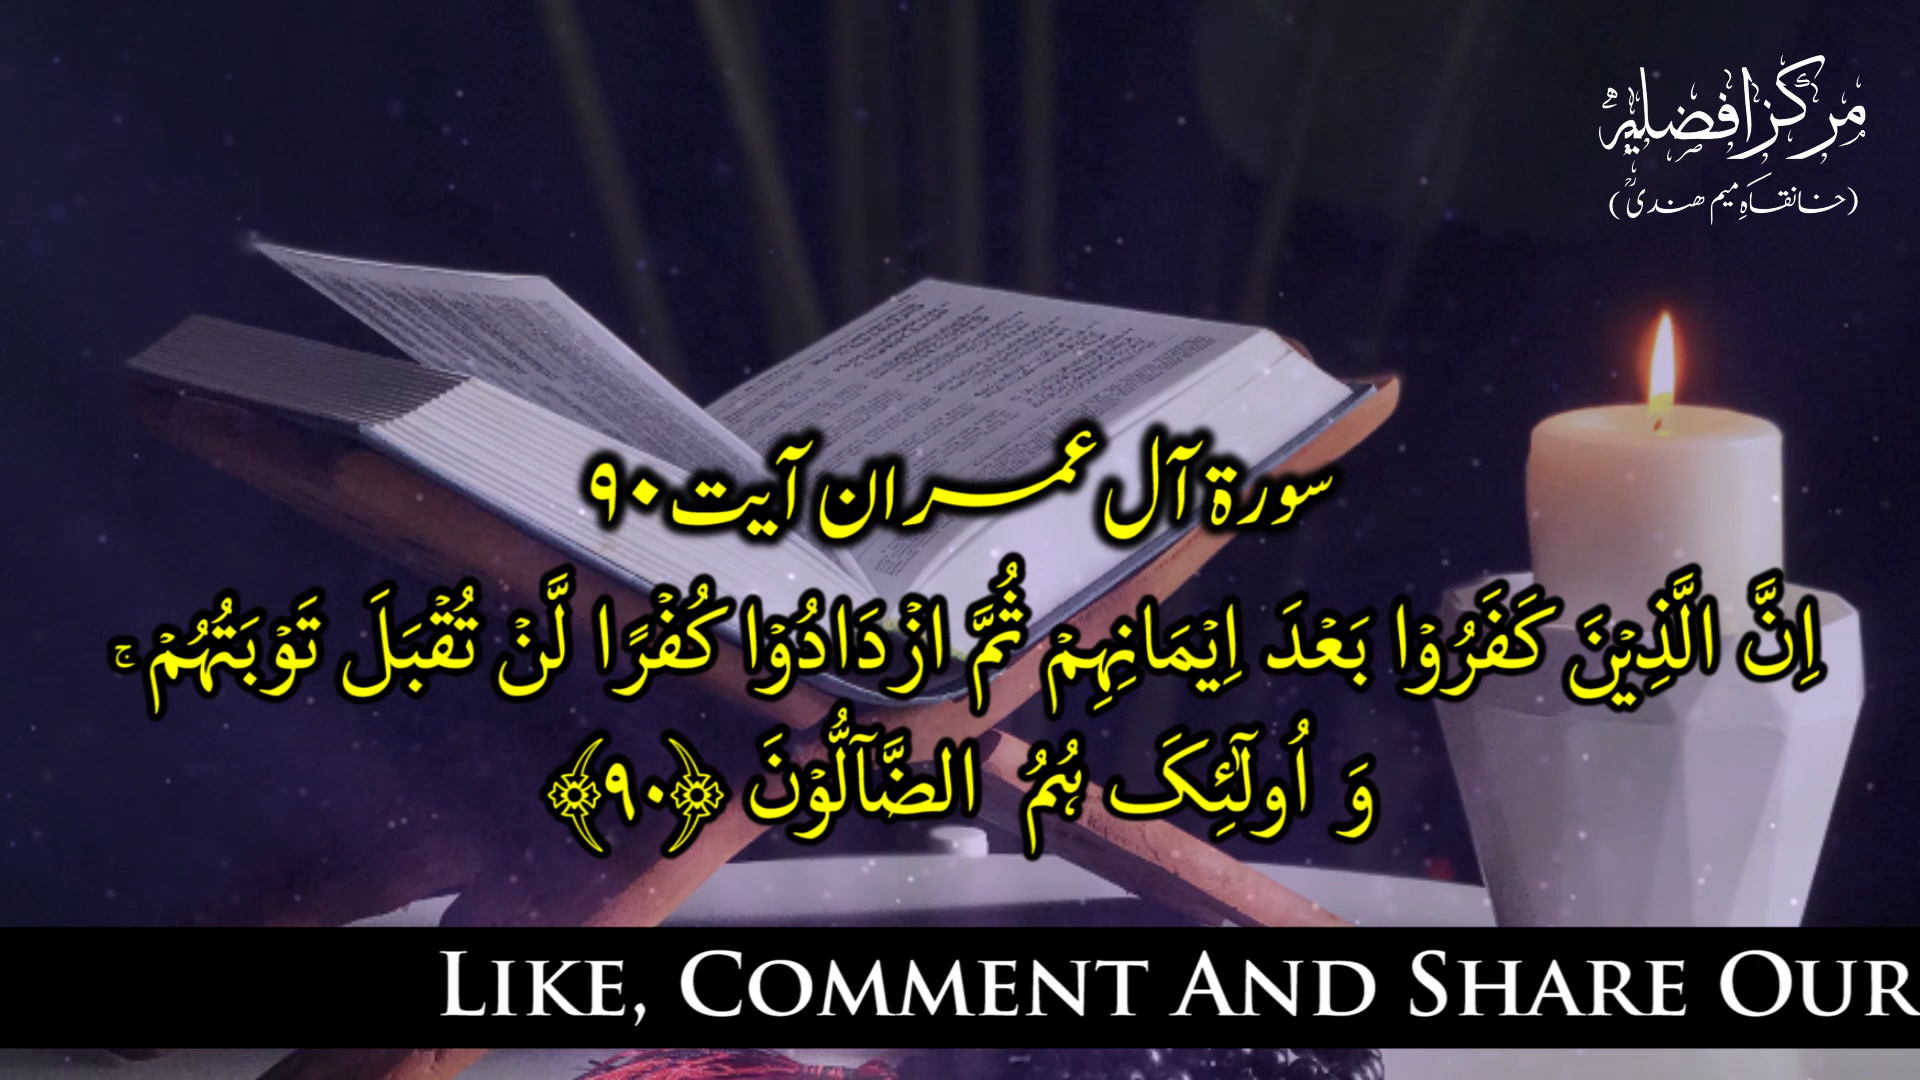 مرکز افضلیہ
(خانقاہِ میم ھندیؒ)
سورۃ آل عمران آیت ۹۰
اِنَّ الَّذِیْنَ کَفَرُوْا بَعْدَ اِیْمَانِہِمْ ثُمَّ ازْدَادُوْا کُفْرًا لَّنْ تُقْبَلَ تَوْبَتُہُمْ ۚ
وَ اُولٰٓئِکَ ہُمُ الضَّآلُّوْنَ ﴿۹۰﴾
LIKE, COMMENT AND SHARE OUR